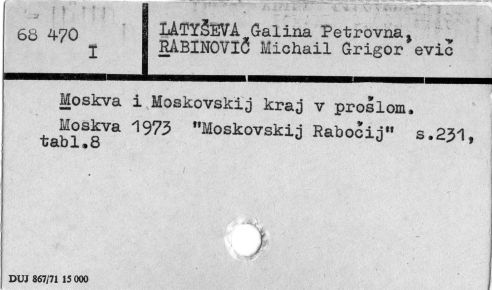 68 470
I
LATYŠEVA Galina Petrovna,
RABINOVIČ Michail Grigor evič
Moskva i Moskovskij kraj v prošlom.
Moskva 1973 "Moskovskij Rabočij" s.231,
tabl.8
DUJ 867/71 15 000